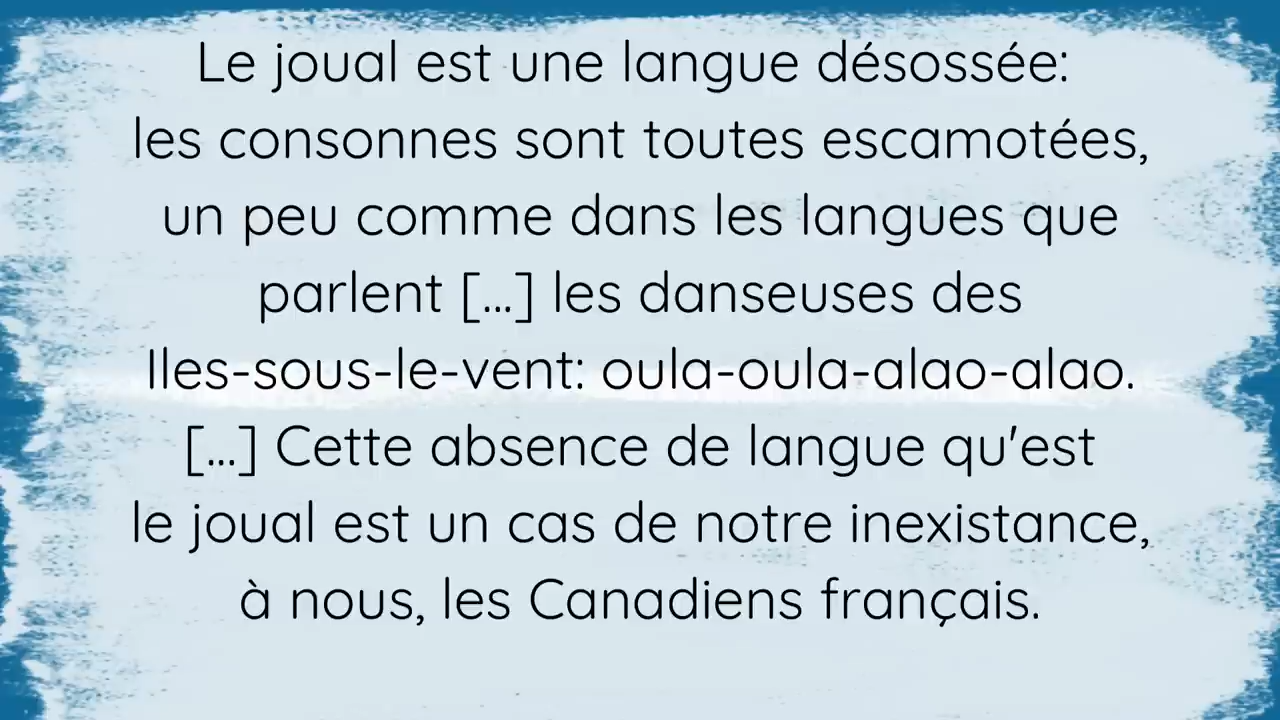 Le joual est une langue désossée:
les consonnes sont toutes escamotées,
un peu comme dans les langues que
parlent [...] les danseuses des
Iles-sous-le-vent: oula-oula-alao-alao.
[...] Cette absence de langue qu'est
le joual est un cas de notre inexistance,
à nous, les Canadiens français.